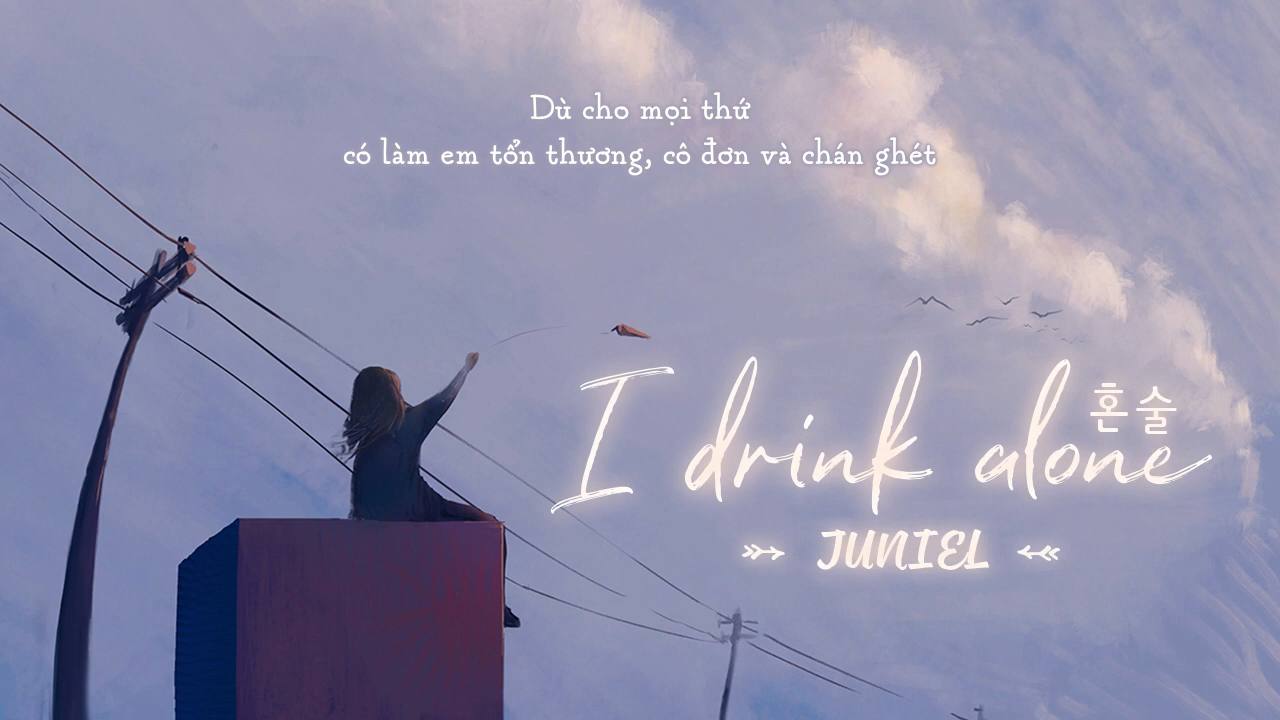 Dù cho mọi thứ
có làm em tổn thương, cô đơn và chán ghét
I drink alone
혼술
JUNIEL